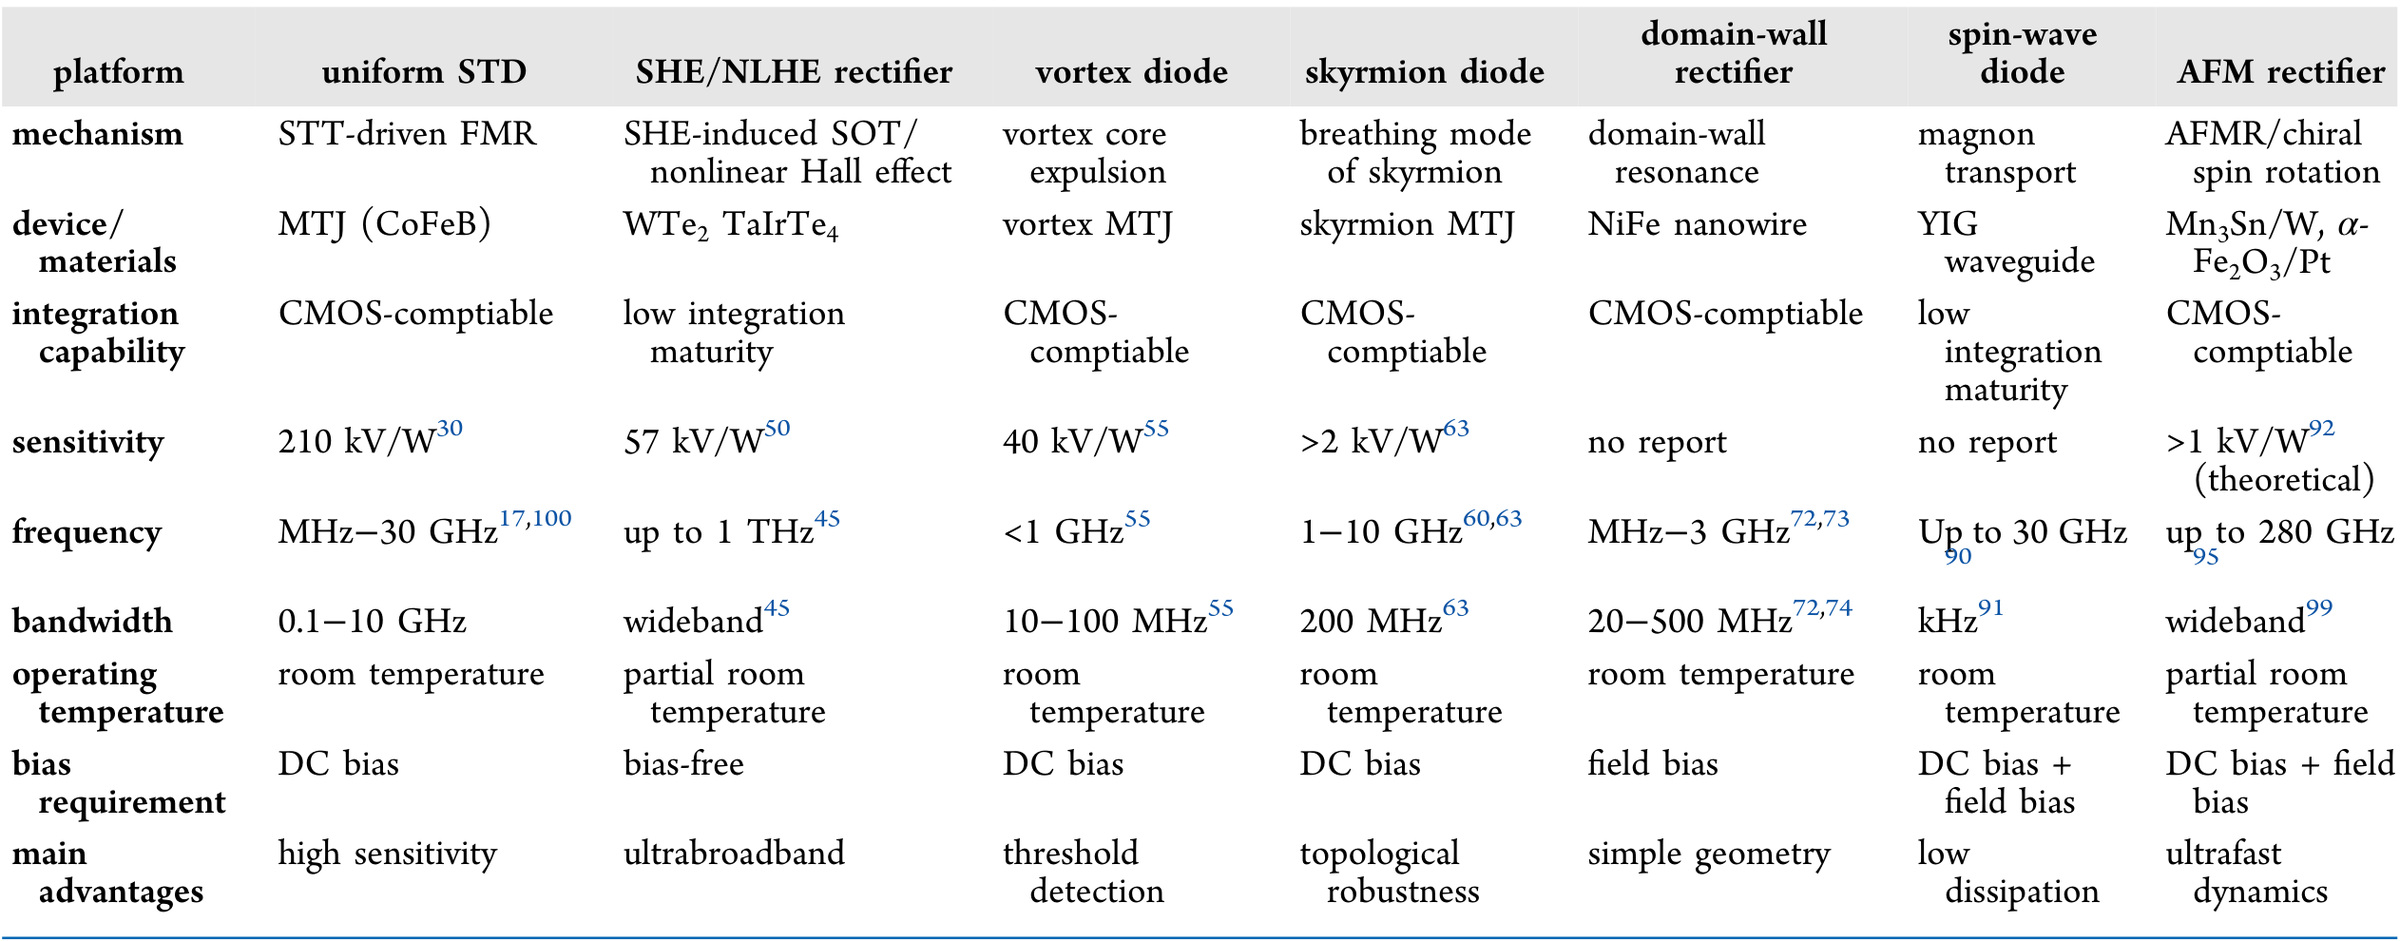 domain-wall spin-wave
platform uniform STD SHE/NLHE rectifier vortex diode skyrmion diode rectifier diode AFM rectifier
mechanism STT-driven FMR SHE-induced SOT/ vortex core breathing mode domain-wall magnon AFMR/chiral
nonlinear Hall effect expulsion of skyrmion resonance transport spin rotation
device/ MTJ (CoFeB) WTe2 TaIrTe4 vortex MTJ skyrmion MTJ NiFe nanowire YIG Mn3Sn/W, α-
materials waveguide Fe2O3/Pt
integration CMOS-comptiable low integration CMOS- CMOS- CMOS-comptiable low CMOS-
capability maturity comptiable comptiable integration comptiable
maturity
sensitivity 210 kV/W30 57 kV/W50 40 kV/W55 >2 kV/W63 no report no report >1 kV/W92
(theoretical)
frequency MHz−30 GHz17,100 up to 1 THz45 <1 GHz55 1−10 GHz60,63 MHz−3 GHz72,73 Up to 30 GHz up to 280 GHz
90 95
bandwidth 0.1−10 GHz wideband45 10−100 MHz55 200 MHz63 20−500 MHz72,74 kHz91 wideband99
operating room temperature partial room room room room temperature room partial room
temperature temperature temperature temperature temperature temperature
bias DC bias bias-free DC bias DC bias field bias DC bias + DC bias + field
requirement field bias bias
main high sensitivity ultrabroadband threshold topological simple geometry low ultrafast
advantages detection robustness dissipation dynamics